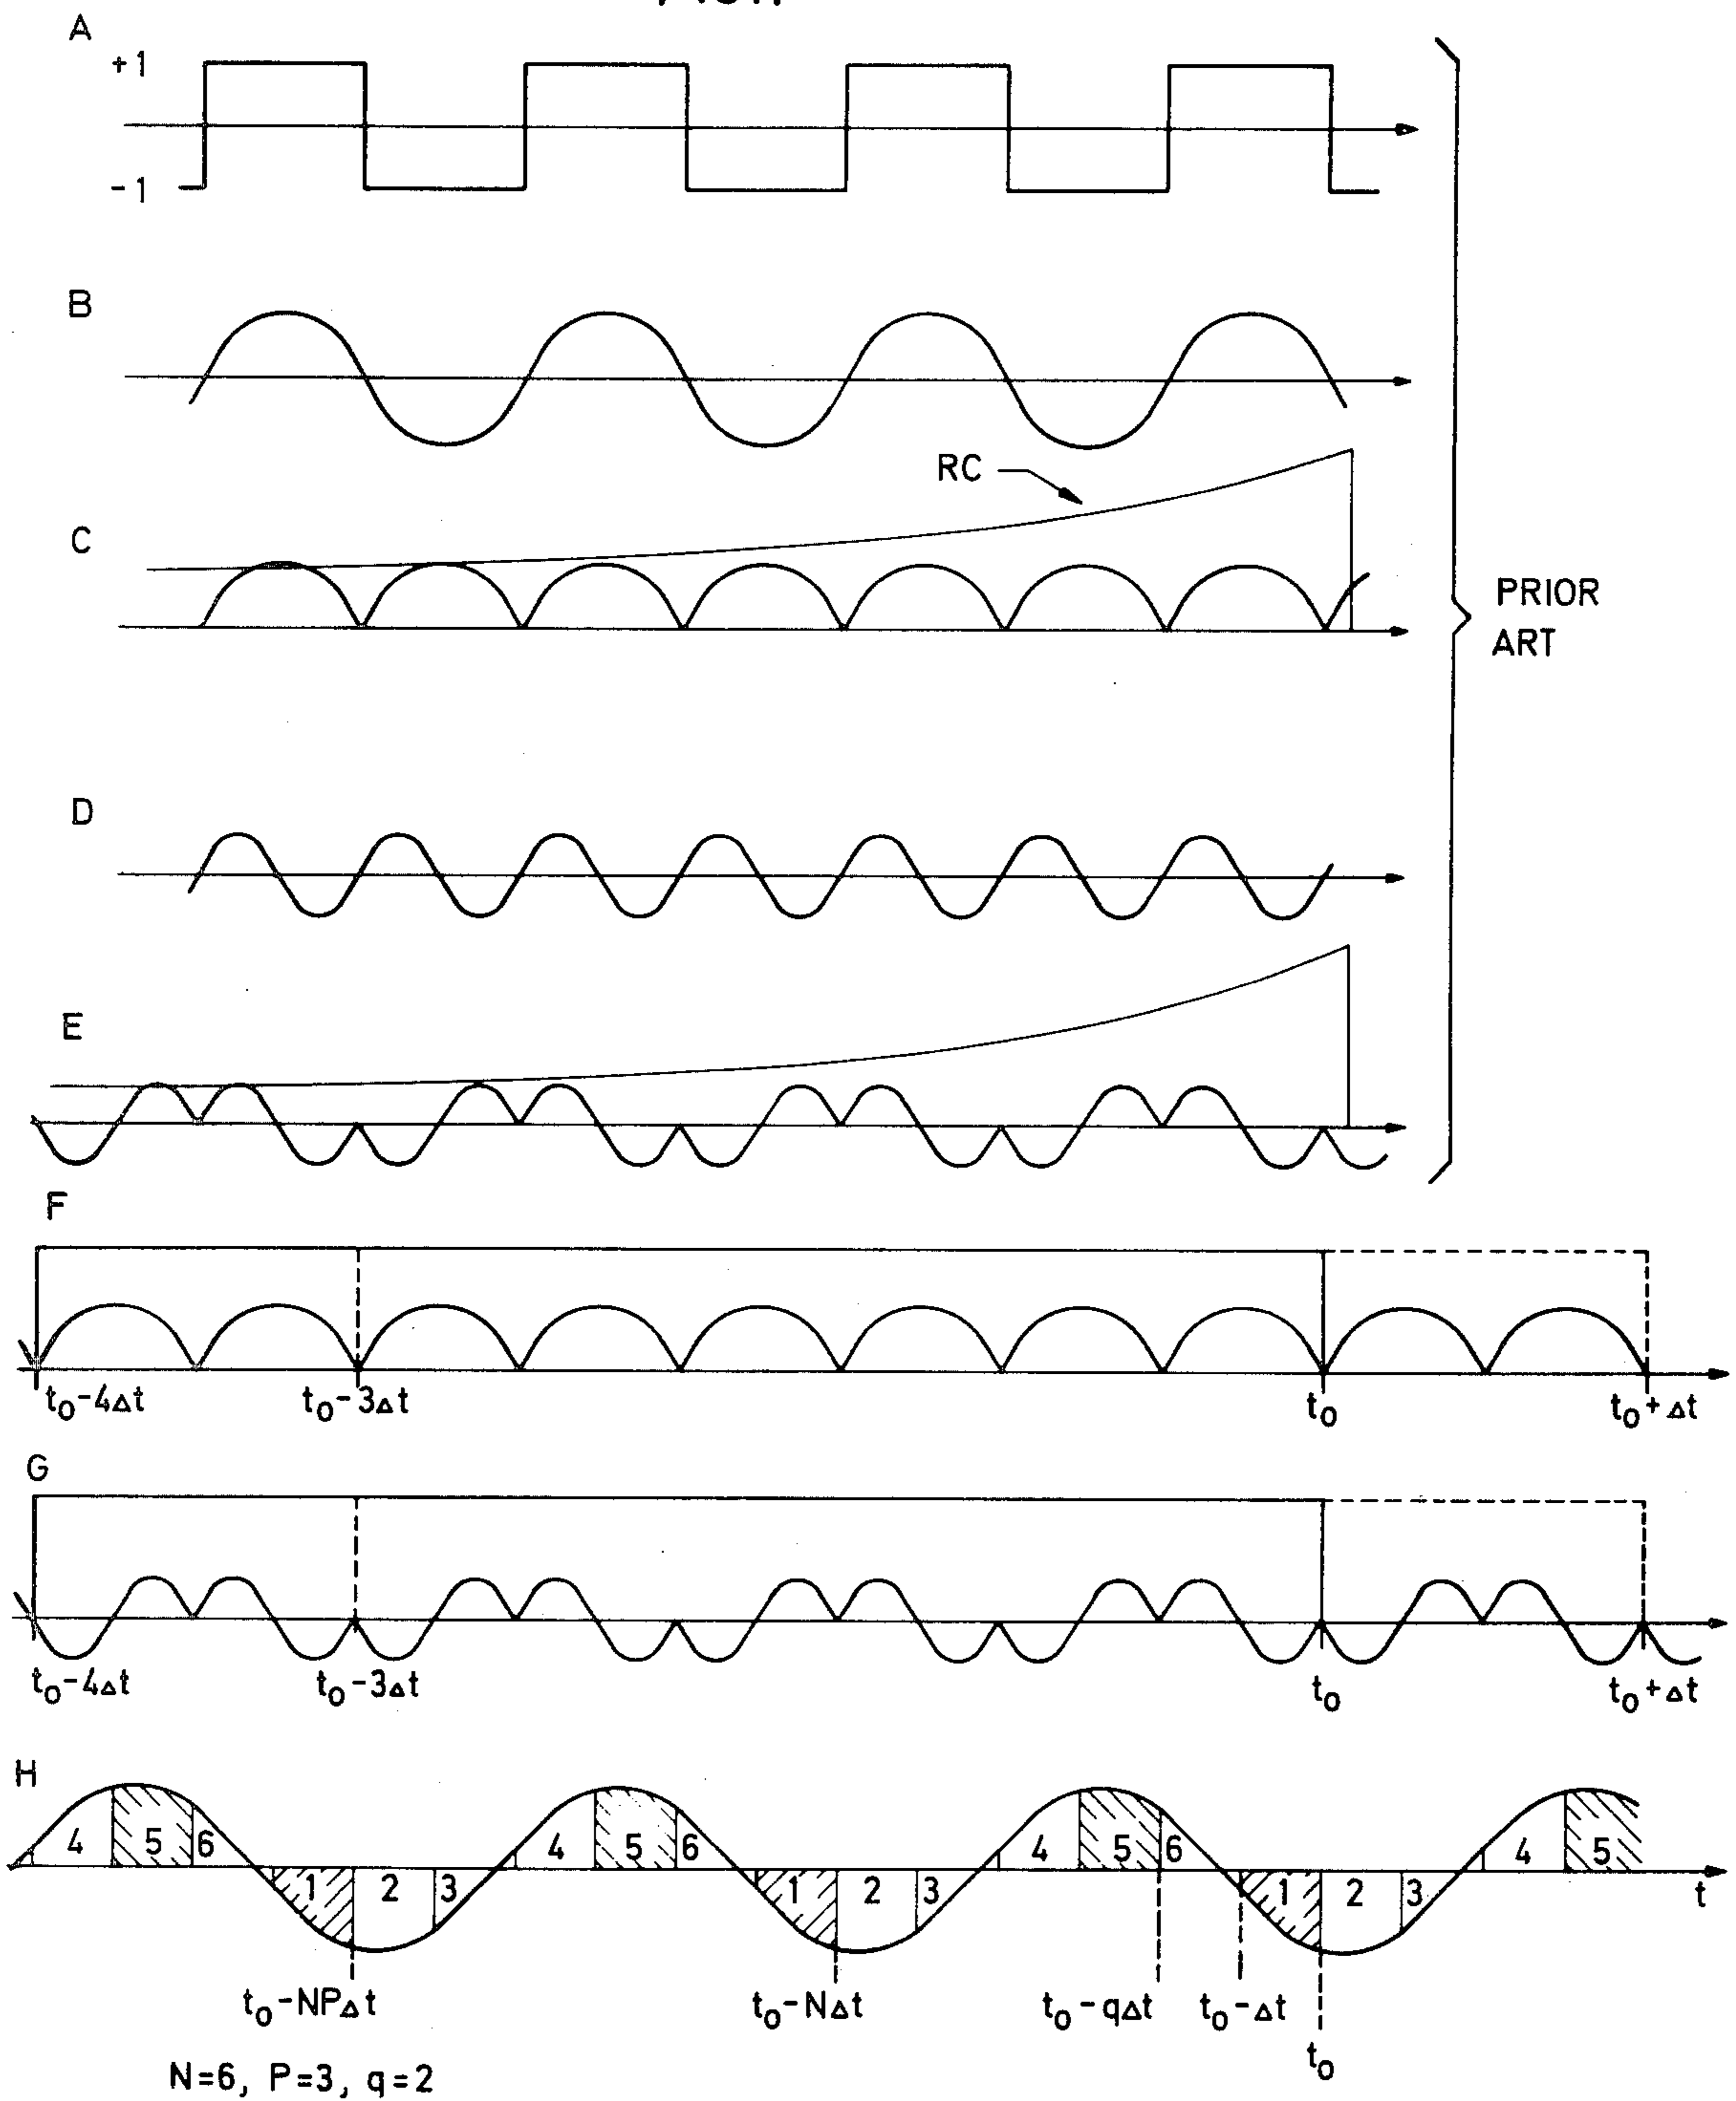 A
+1
-1
B
RC
C
PRIOR
ART
D
E
F
t₀-4Δt t₀-3Δt t₀ t₀+Δt
G
t₀-4Δt t₀-3Δt t₀ t₀+Δt
H
4 5 6 1 2 3 4 5 6 1 2 3 4 5 6 1 2 3 4 5
t
t₀-NPΔt t₀-NΔt t₀-qΔt t₀-Δt
t₀
N=6, P=3, q=2